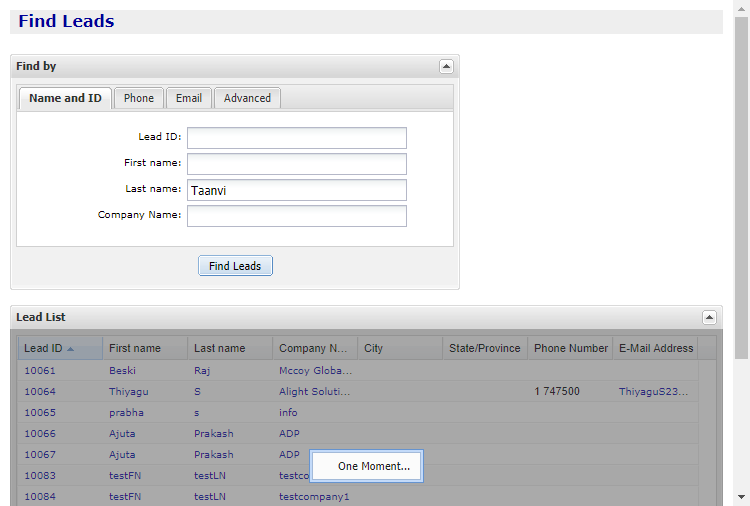 Find Leads
Find by
Name and ID Phone Email Advanced
Lead ID:
First name:
Last name: Taanvi
Company Name:
Find Leads
Lead List
Lead ID First name Last name Company N... City State/Province Phone Number E-Mail Address
10061 Beski Raj Mccoy Globa...
10064 Thiyagu S Alight Soluti... 1 747500 ThiyaguS23...
10065 prabha s info
10066 Ajuta Prakash ADP
10067 Ajuta Prakash ADP
One Moment...
10083 testFN testLN testco
10084 testFN testLN testcompany1